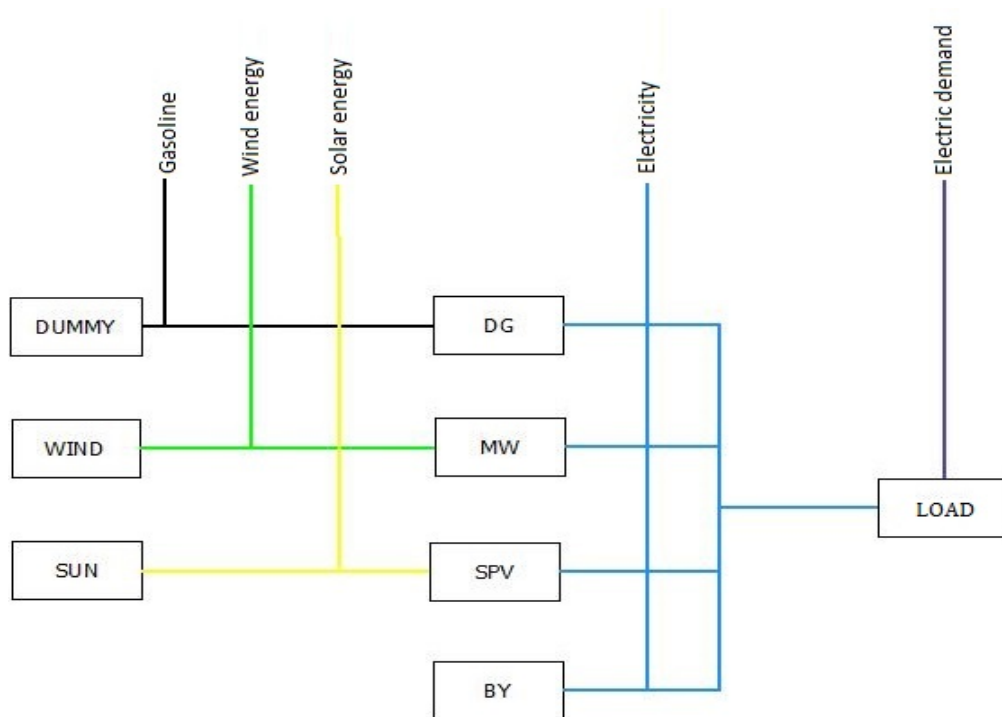 Gasoline
Wind energy
Solar energy
Electricity
Electric demand
DUMMY
DG
WIND
MW
LOAD
SUN
SPV
BY